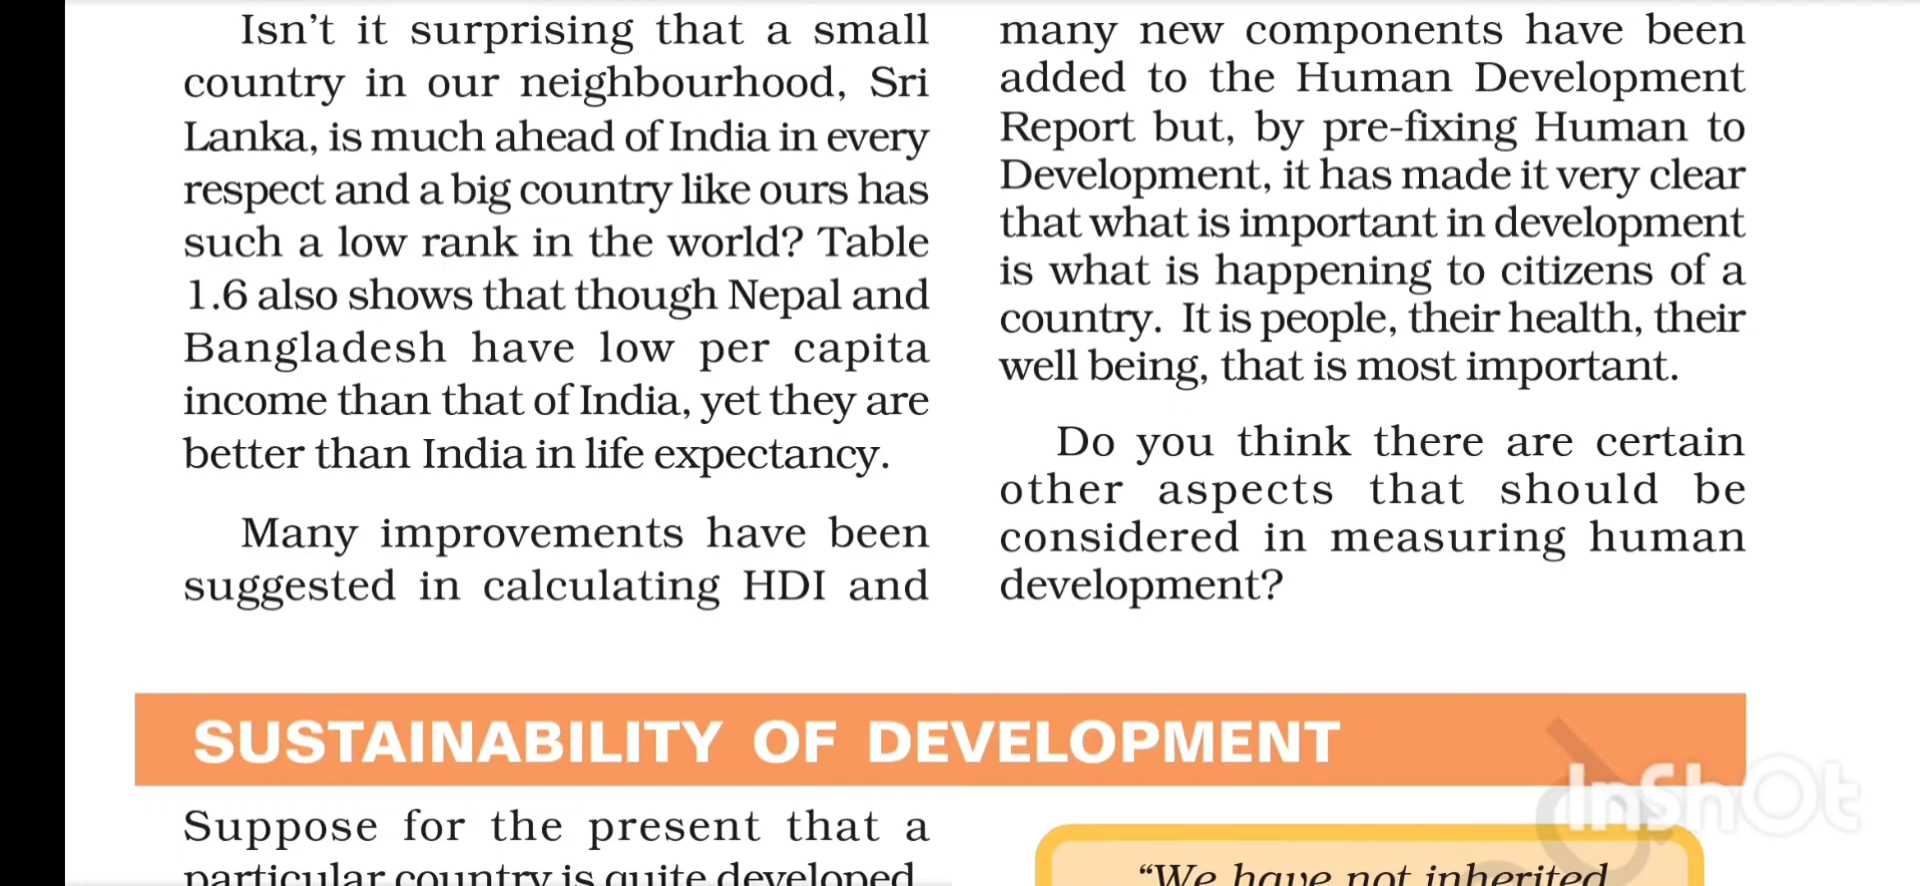 Isn’t it surprising that a small
country in our neighbourhood, Sri
Lanka, is much ahead of India in every
respect and a big country like ours has
such a low rank in the world? Table
1.6 also shows that though Nepal and
Bangladesh have low per capita
income than that of India, yet they are
better than India in life expectancy.
Many improvements have been
suggested in calculating HDI and
many new components have been
added to the Human Development
Report but, by pre-fixing Human to
Development, it has made it very clear
that what is important in development
is what is happening to citizens of a
country. It is people, their health, their
well being, that is most important.
Do you think there are certain
other aspects that should be
considered in measuring human
development?
SUSTAINABILITY OF DEVELOPMENT
Suppose for the present that a
particular country is quite developed.
“We have not inherited
InShOt